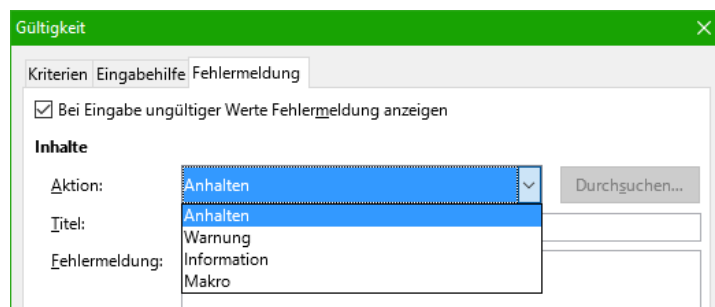 Gültigkeit
Kriterien Eingabehilfe Fehlermeldung
Bei Eingabe ungültiger Werte Fehlermeldung anzeigen
Inhalte
Aktion: Anhalten Durchsuchen...
Anhalten
Titel:
Warnung
Fehlermeldung: Information
Makro